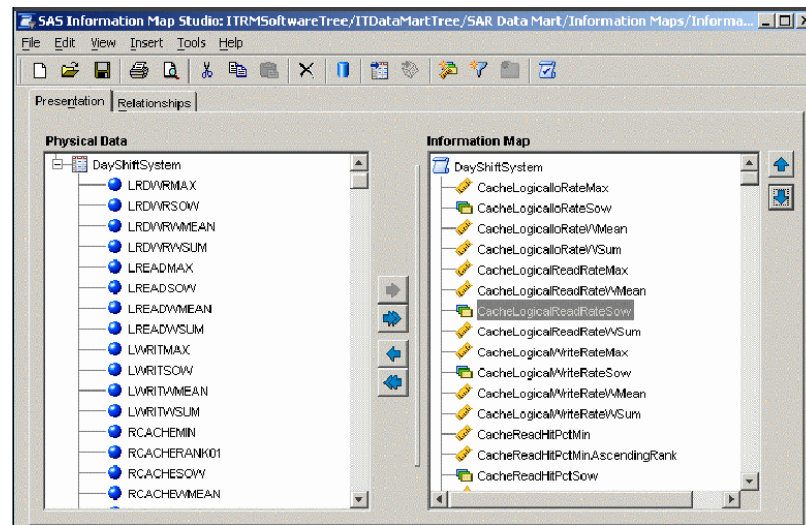 SAS Information Map Studio: ITRMSoftwareTree/ITDataMartTree/SAR Data Mart/Information Maps/Informa...
File Edit View Insert Tools Help
Presentation Relationships
Physical Data
DayShiftSystem
LRDWRMAX
LRDWRSOW
LRDWRWMEAN
LRDWRWSUM
LREADMAX
LREADSOW
LREADWMEAN
LREADWSUM
LWRITMAX
LWRITSOW
LWRITWMEAN
LWRITWSUM
RCACHEMIN
RCACHERANK01
RCACHESOW
RCACHEWMEAN
Information Map
DayShiftSystem
CacheLogicalIoRateMax
CacheLogicalIoRateSow
CacheLogicalIoRateWMean
CacheLogicalIoRateWSum
CacheLogicalReadRateMax
CacheLogicalReadRateWMean
CacheLogicalReadRateSow
CacheLogicalReadRateWSum
CacheLogicalWriteRateMax
CacheLogicalWriteRateSow
CacheLogicalWriteRateWMean
CacheLogicalWriteRateWSum
CacheReadHitPctMin
CacheReadHitPctMinAscendingRank
CacheReadHitPctSow